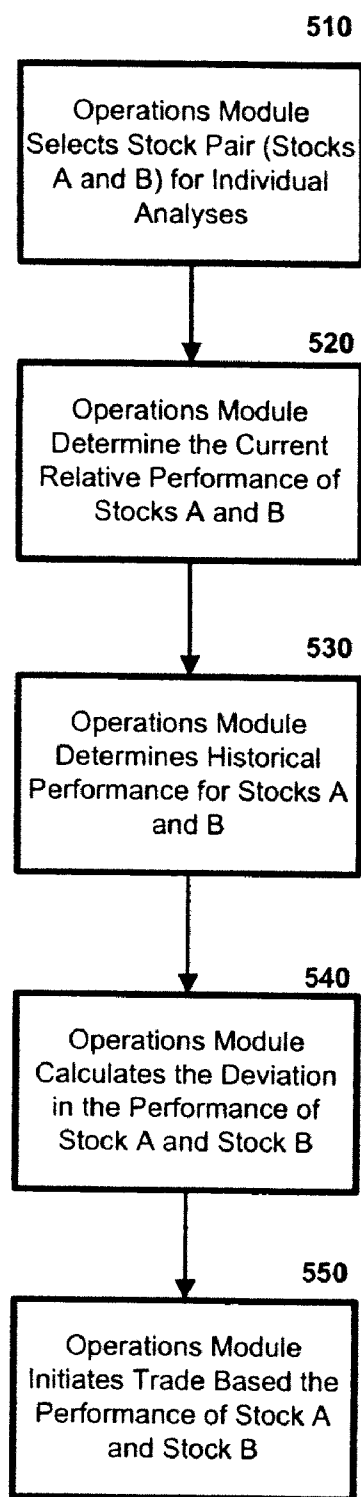 510
Operations Module
Selects Stock Pair (Stocks
A and B) for Individual
Analyses
520
Operations Module
Determine the Current
Relative Performance of
Stocks A and B
530
Operations Module
Determines Historical
Performance for Stocks A
and B
540
Operations Module
Calculates the Deviation
in the Performance of
Stock A and Stock B
550
Operations Module
Initiates Trade Based the
Performance of Stock A
and Stock B